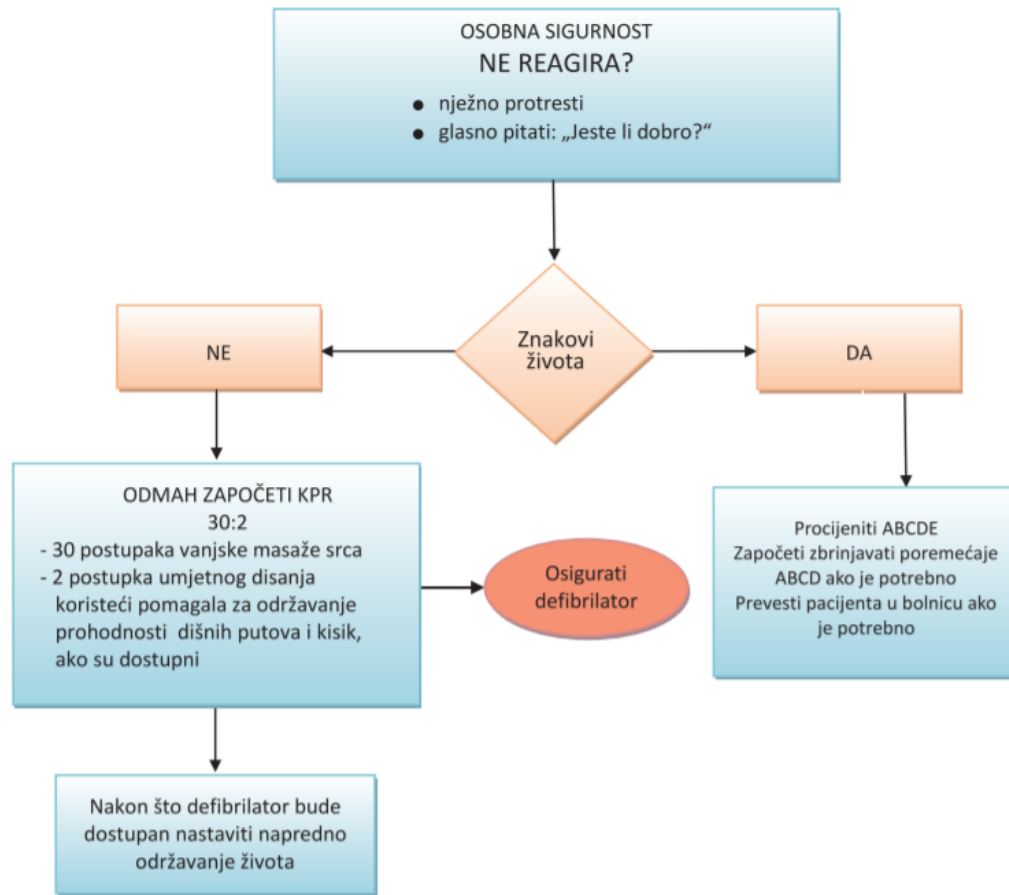 OSOBNA SIGURNOST
NE REAGIRA?
● nježno protresti
● glasno pitati: „Jeste li dobro?“
Znakovi
života
NE
DA
ODMAH ZAPOČETI KPR
30:2
- 30 postupaka vanjske masaže srca
- 2 postupka umjetnog disanja
koristeći pomagala za održavanje
prohodnosti dišnih putova i kisik,
ako su dostupni
Osigurati
defibrilator
Procijeniti ABCDE
Započeti zbrinjavati poremećaje
ABCD ako je potrebno
Prevesti pacijenta u bolnicu ako
je potrebno
Nakon što defibrilator bude
dostupan nastaviti napredno
održavanje života